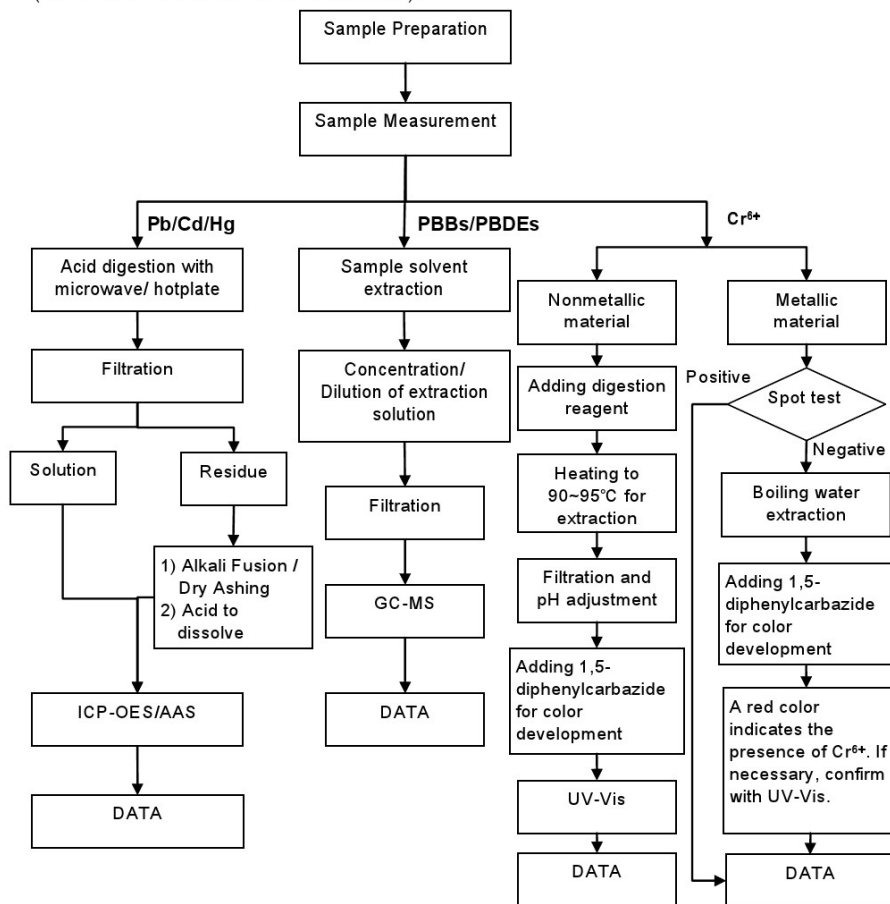 Sample Preparation
Sample Measurement
Pb/Cd/Hg
Acid digestion with
microwave/ hotplate
Filtration
Solution
Residue
1) Alkali Fusion /
Dry Ashing
2) Acid to
dissolve
ICP-OES/AAS
DATA
PBBs/PBDEs
Sample solvent
extraction
Concentration/
Dilution of extraction
solution
Filtration
GC-MS
DATA
Cr⁶⁺
Nonmetallic
material
Adding digestion
reagent
Heating to
90~95°C for
extraction
Filtration and
pH adjustment
Adding 1,5-
diphenylcarbazide
for color
development
UV-Vis
DATA
Metallic
material
Spot test
Positive
Negative
Boiling water
extraction
Adding 1,5-
diphenylcarbazide
for color
development
A red color
indicates the
presence of Cr⁶⁺. If
necessary, confirm
with UV-Vis.
DATA